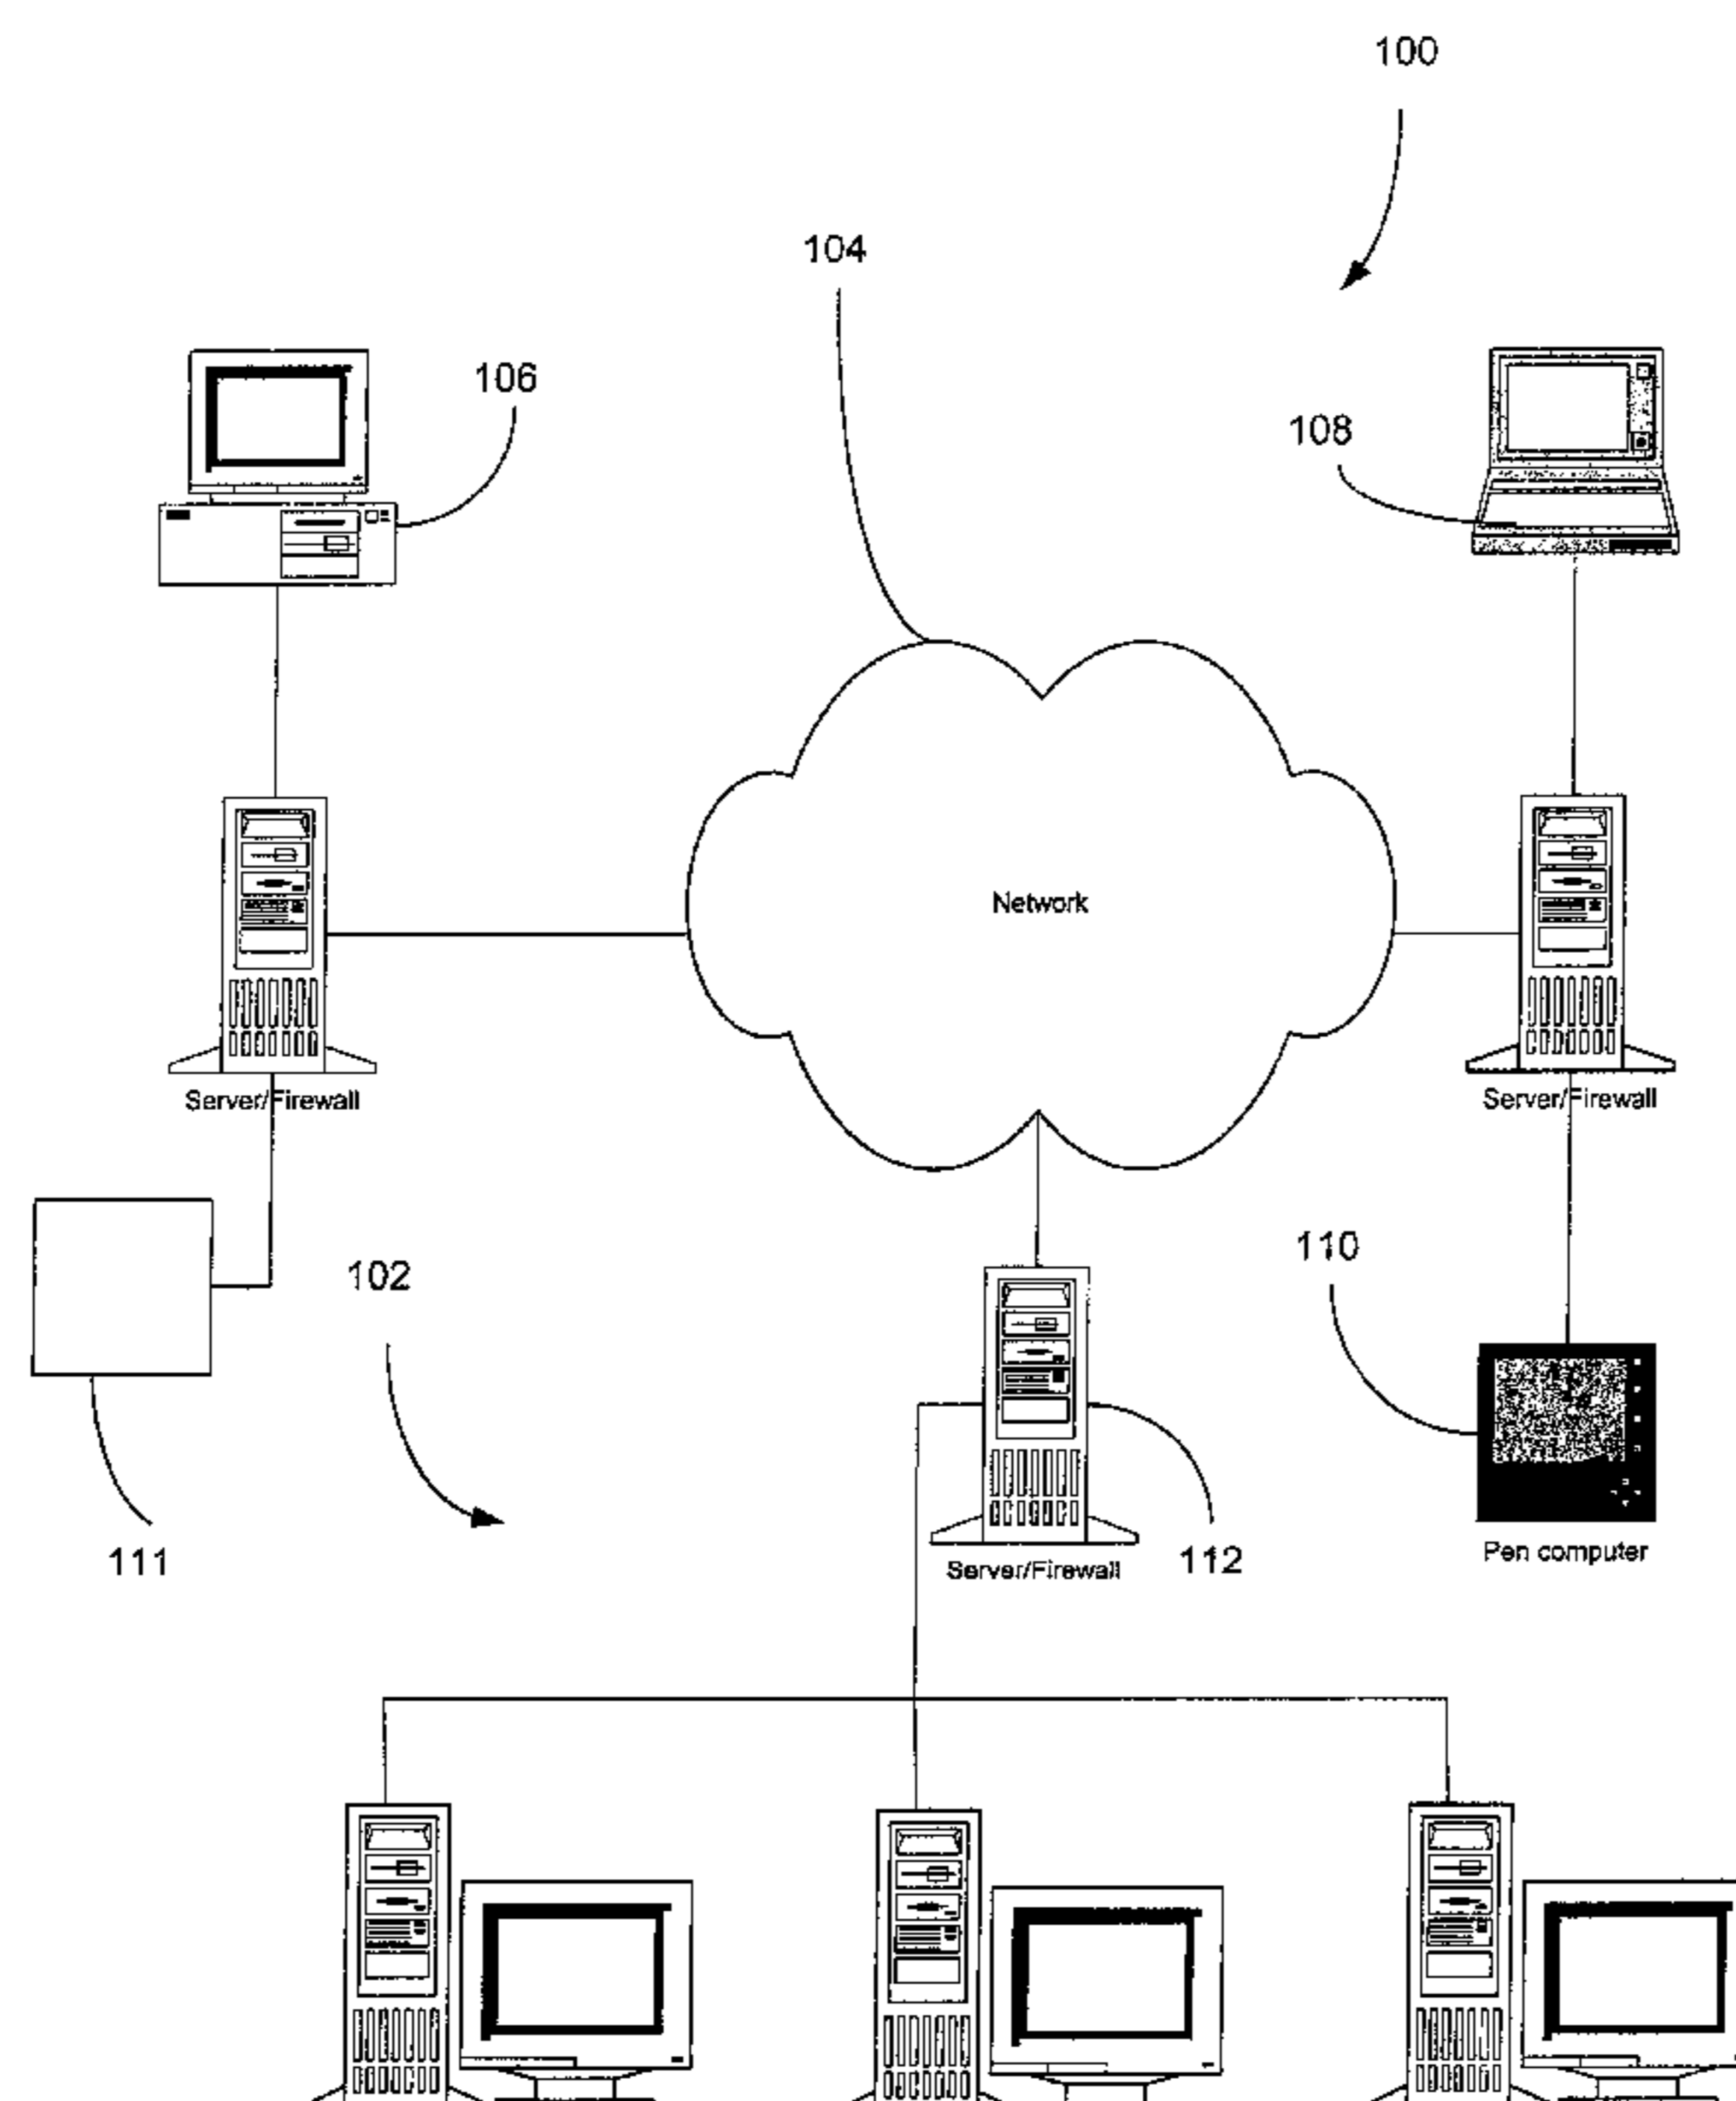 100
104
106
108
Network
Server/Firewall
Server/Firewall
110
102
111
Server/Firewall
112
Pen computer